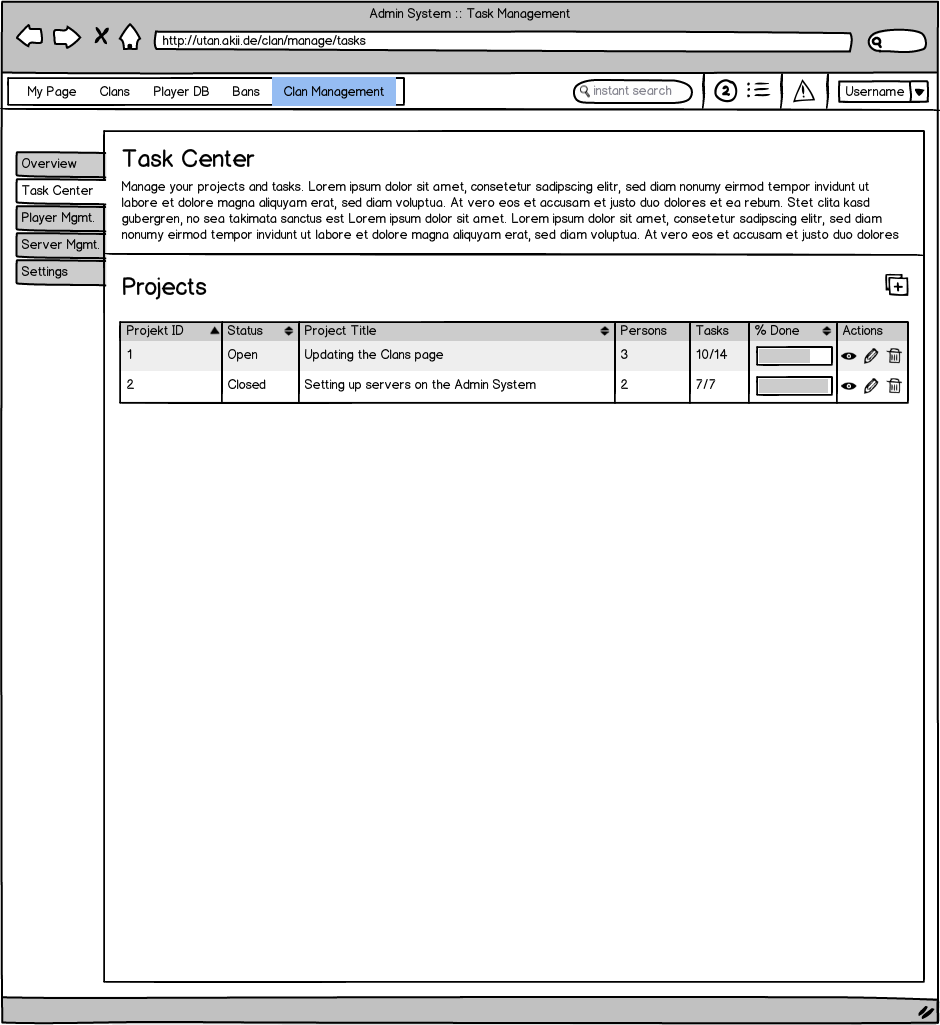 Admin System :: Task Management
http://utan.akii.de/clan/manage/tasks
My Page Clans Player DB Bans Clan Management instant search 2 Username
Overview
Task Center
Player Mgmt.
Server Mgmt.
Settings
Task Center
Manage your projects and tasks. Lorem ipsum dolor sit amet, consetetur sadipscing elitr, sed diam nonumy eirmod tempor invidunt ut
labore et dolore magna aliquyam erat, sed diam voluptua. At vero eos et accusam et justo duo dolores et ea rebum. Stet clita kasd
gubergren, no sea takimata sanctus est Lorem ipsum dolor sit amet. Lorem ipsum dolor sit amet, consetetur sadipscing elitr, sed diam
nonumy eirmod tempor invidunt ut labore et dolore magna aliquyam erat, sed diam voluptua. At vero eos et accusam et justo duo dolores
Projects
Projekt ID Status Project Title Persons Tasks % Done Actions
1 Open Updating the Clans page 3 10/14
2 Closed Setting up servers on the Admin System 2 7/7